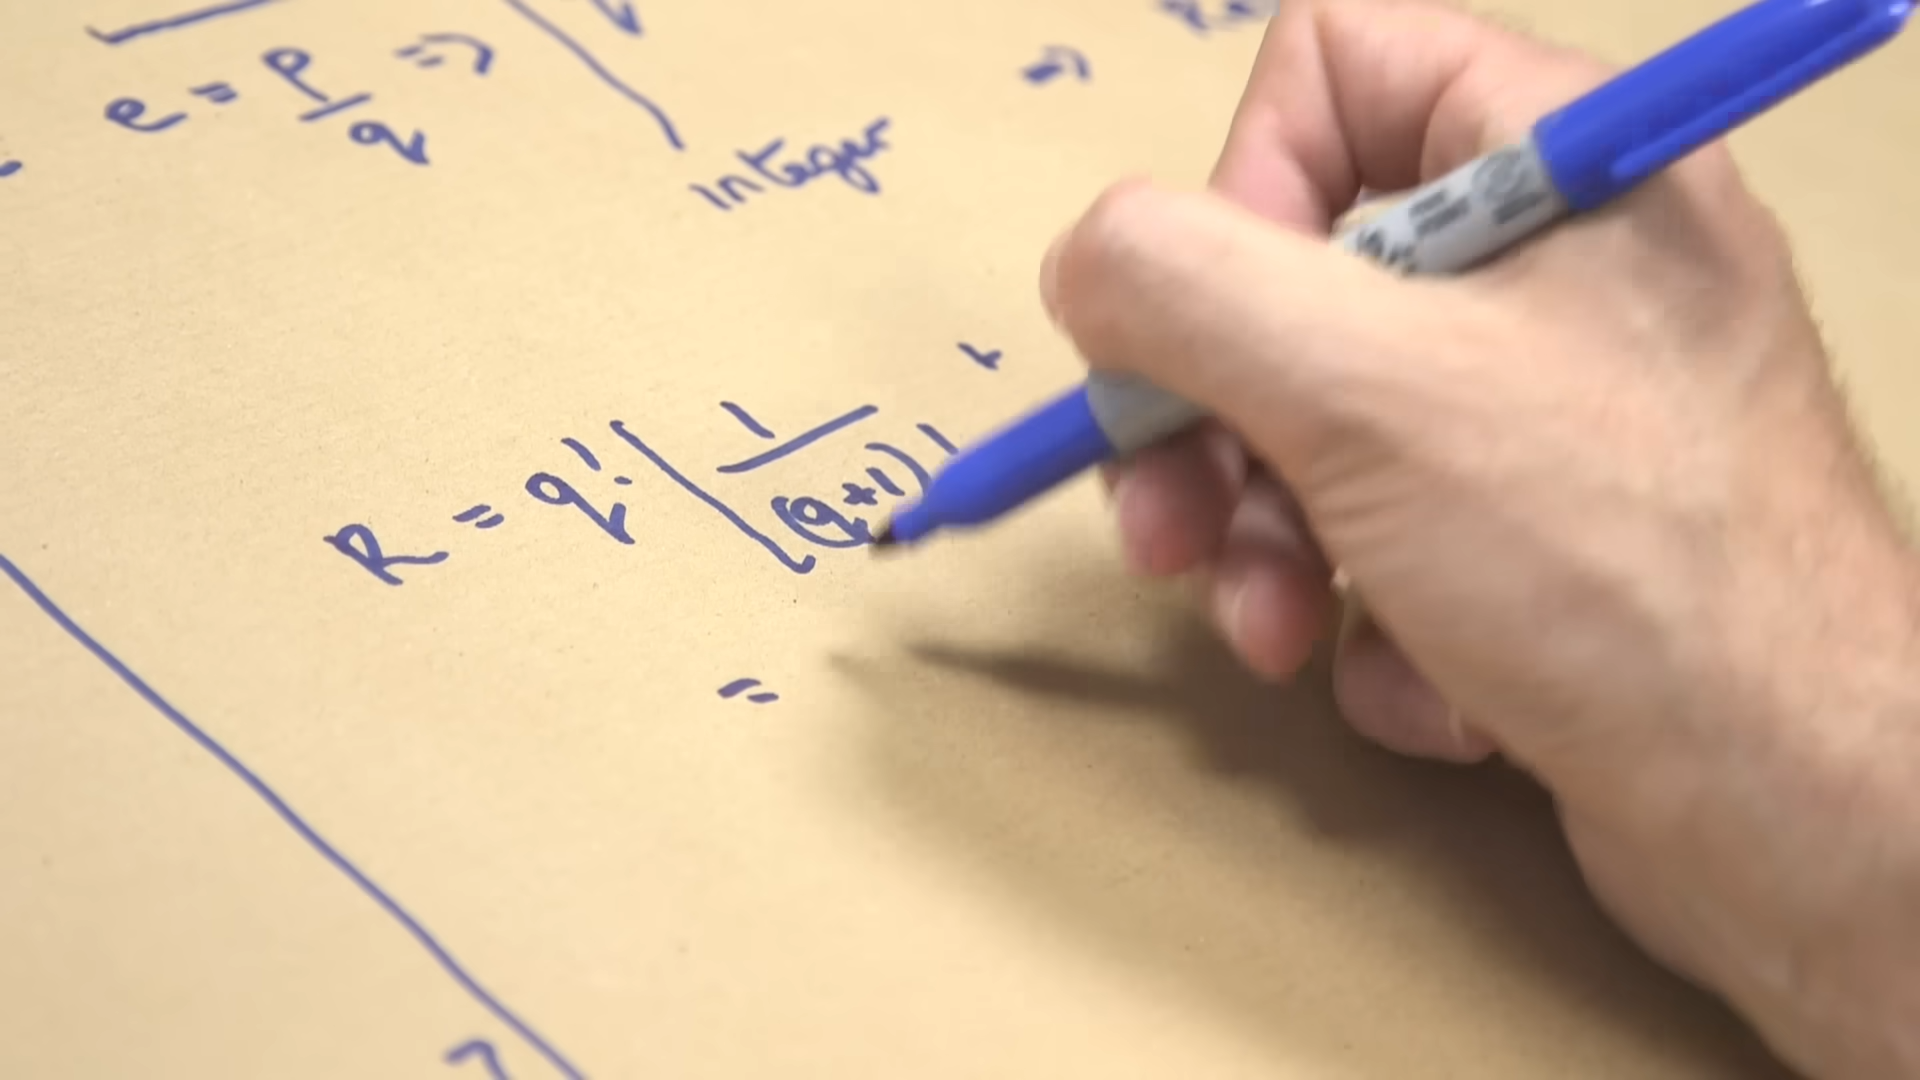 e = p/q =>
integer
=>
R = q! ( 1/(q+1)! +
=